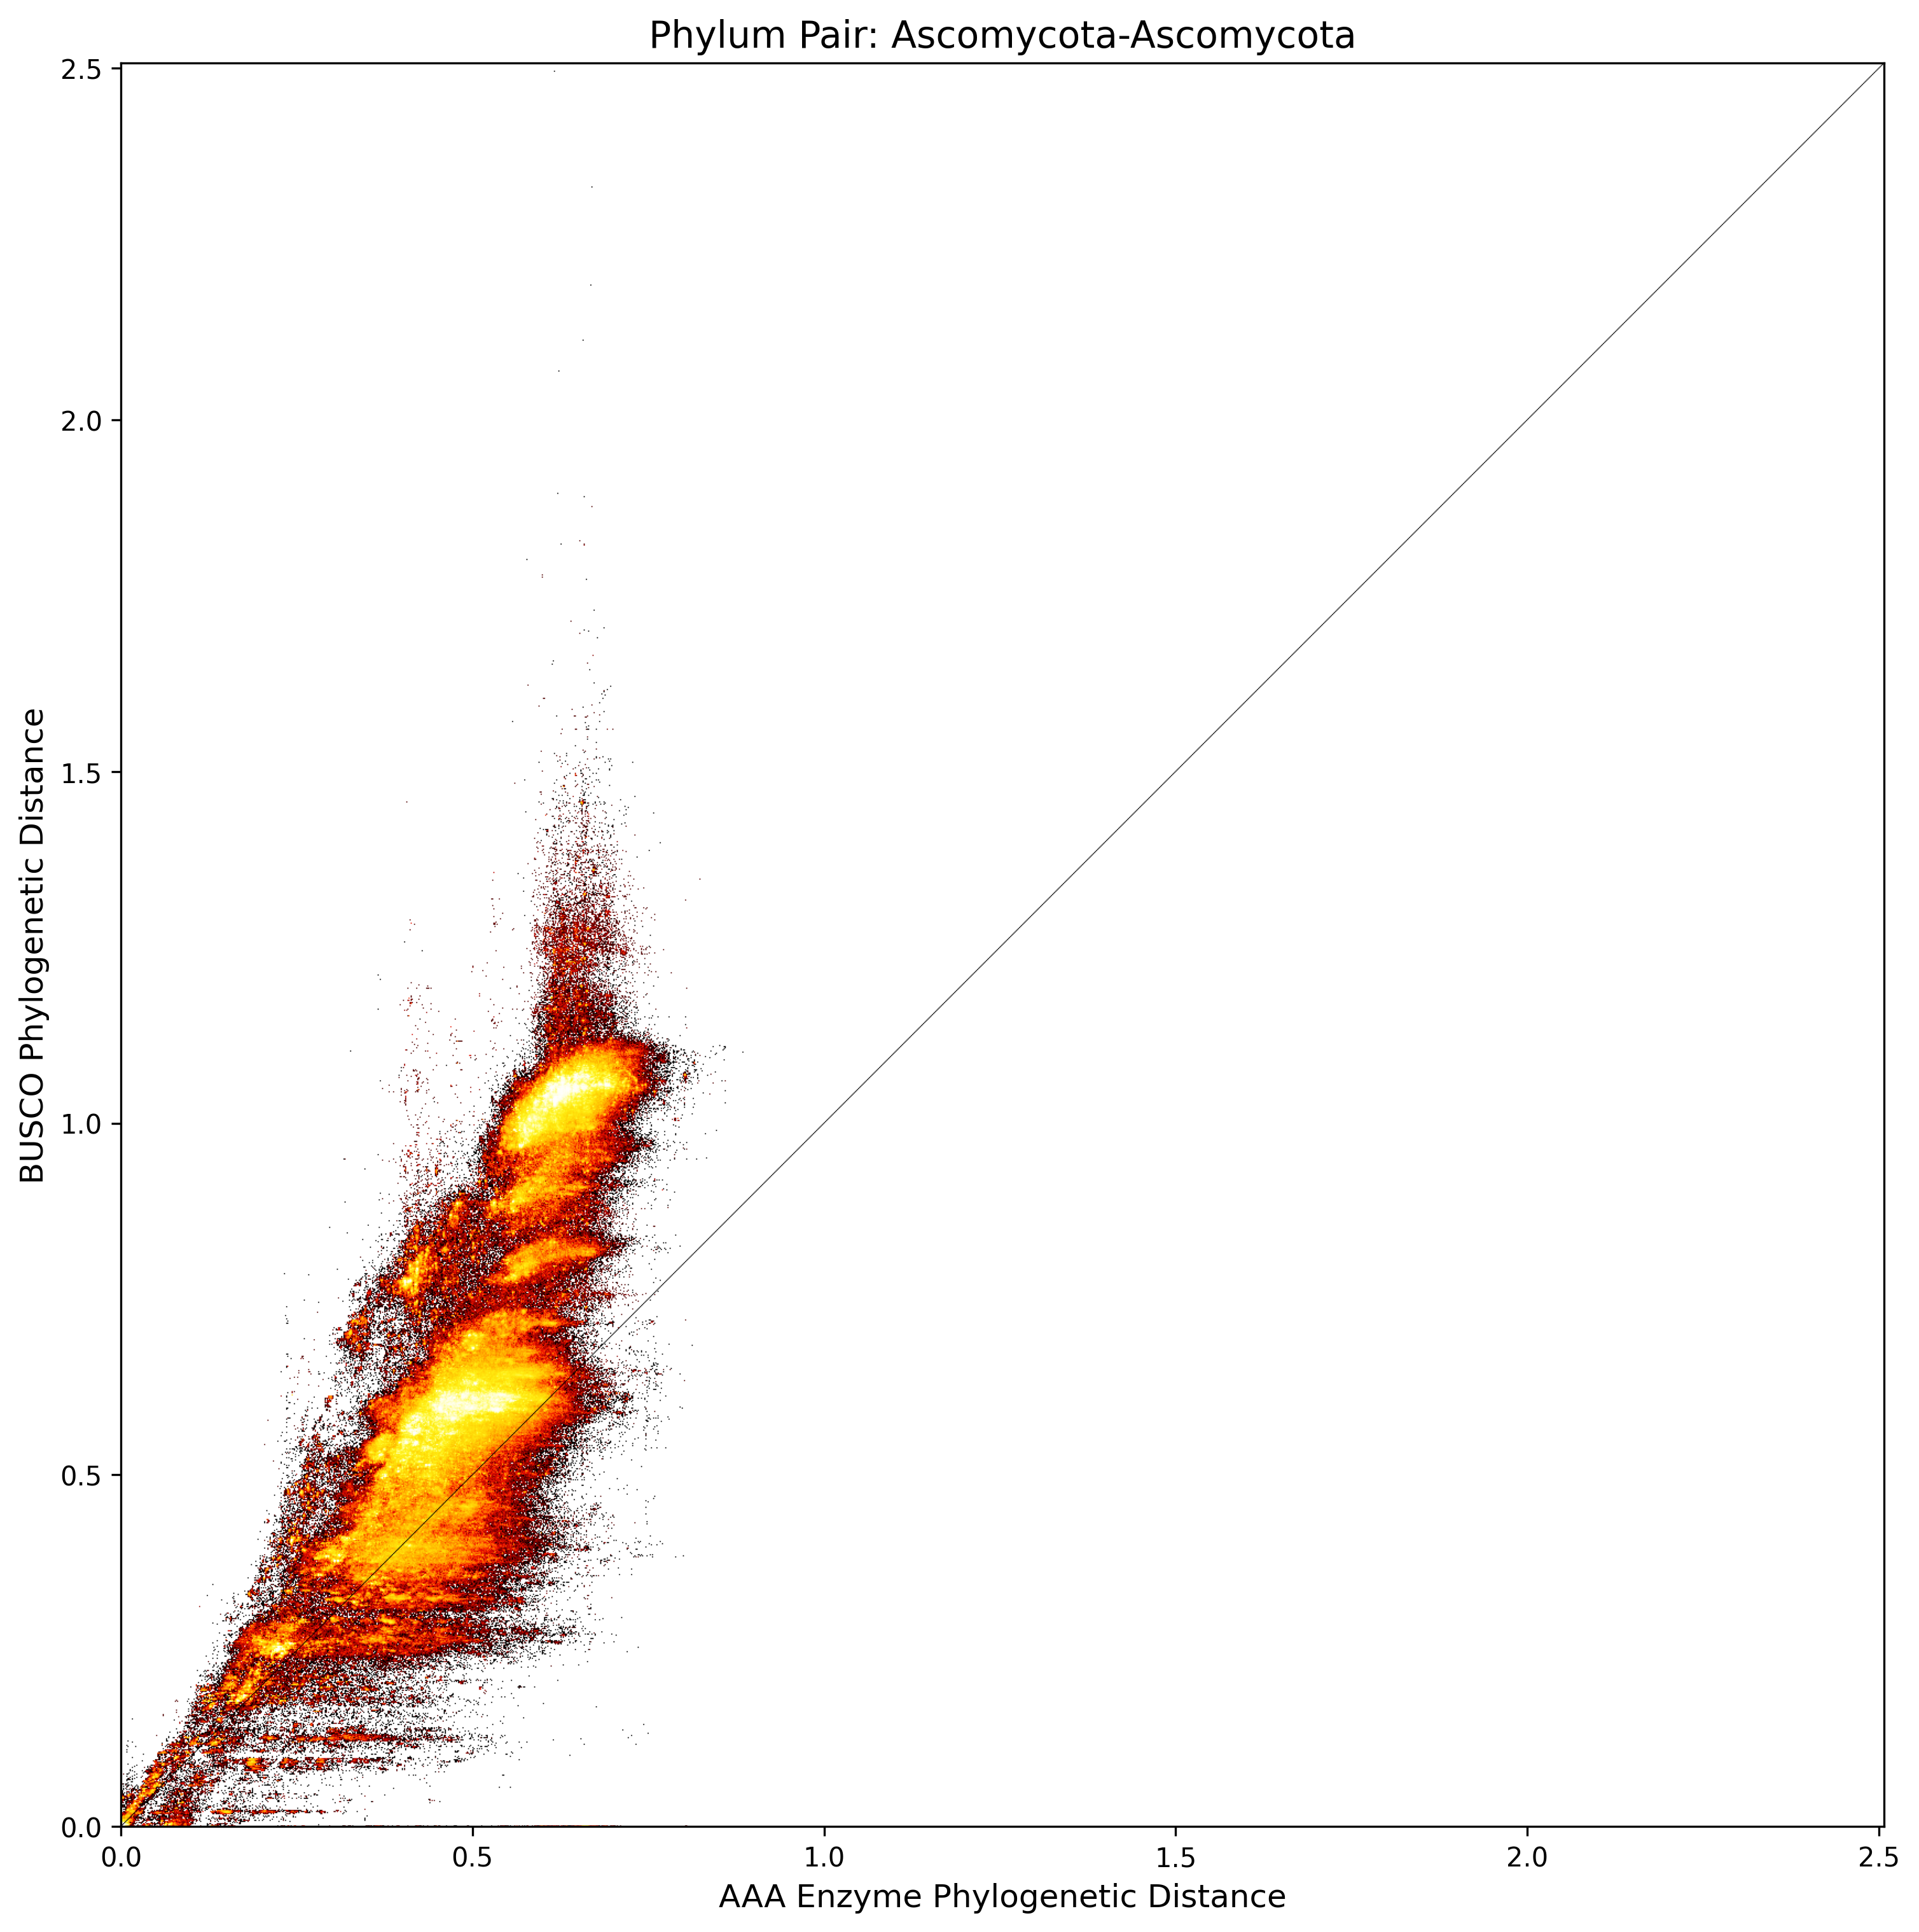 Phylum Pair: Ascomycota-Ascomycota
2.5
2.0
1.5
1.0
0.5
0.0
BUSCO Phylogenetic Distance
0.0 0.5 1.0 1.5 2.0 2.5
AAA Enzyme Phylogenetic Distance